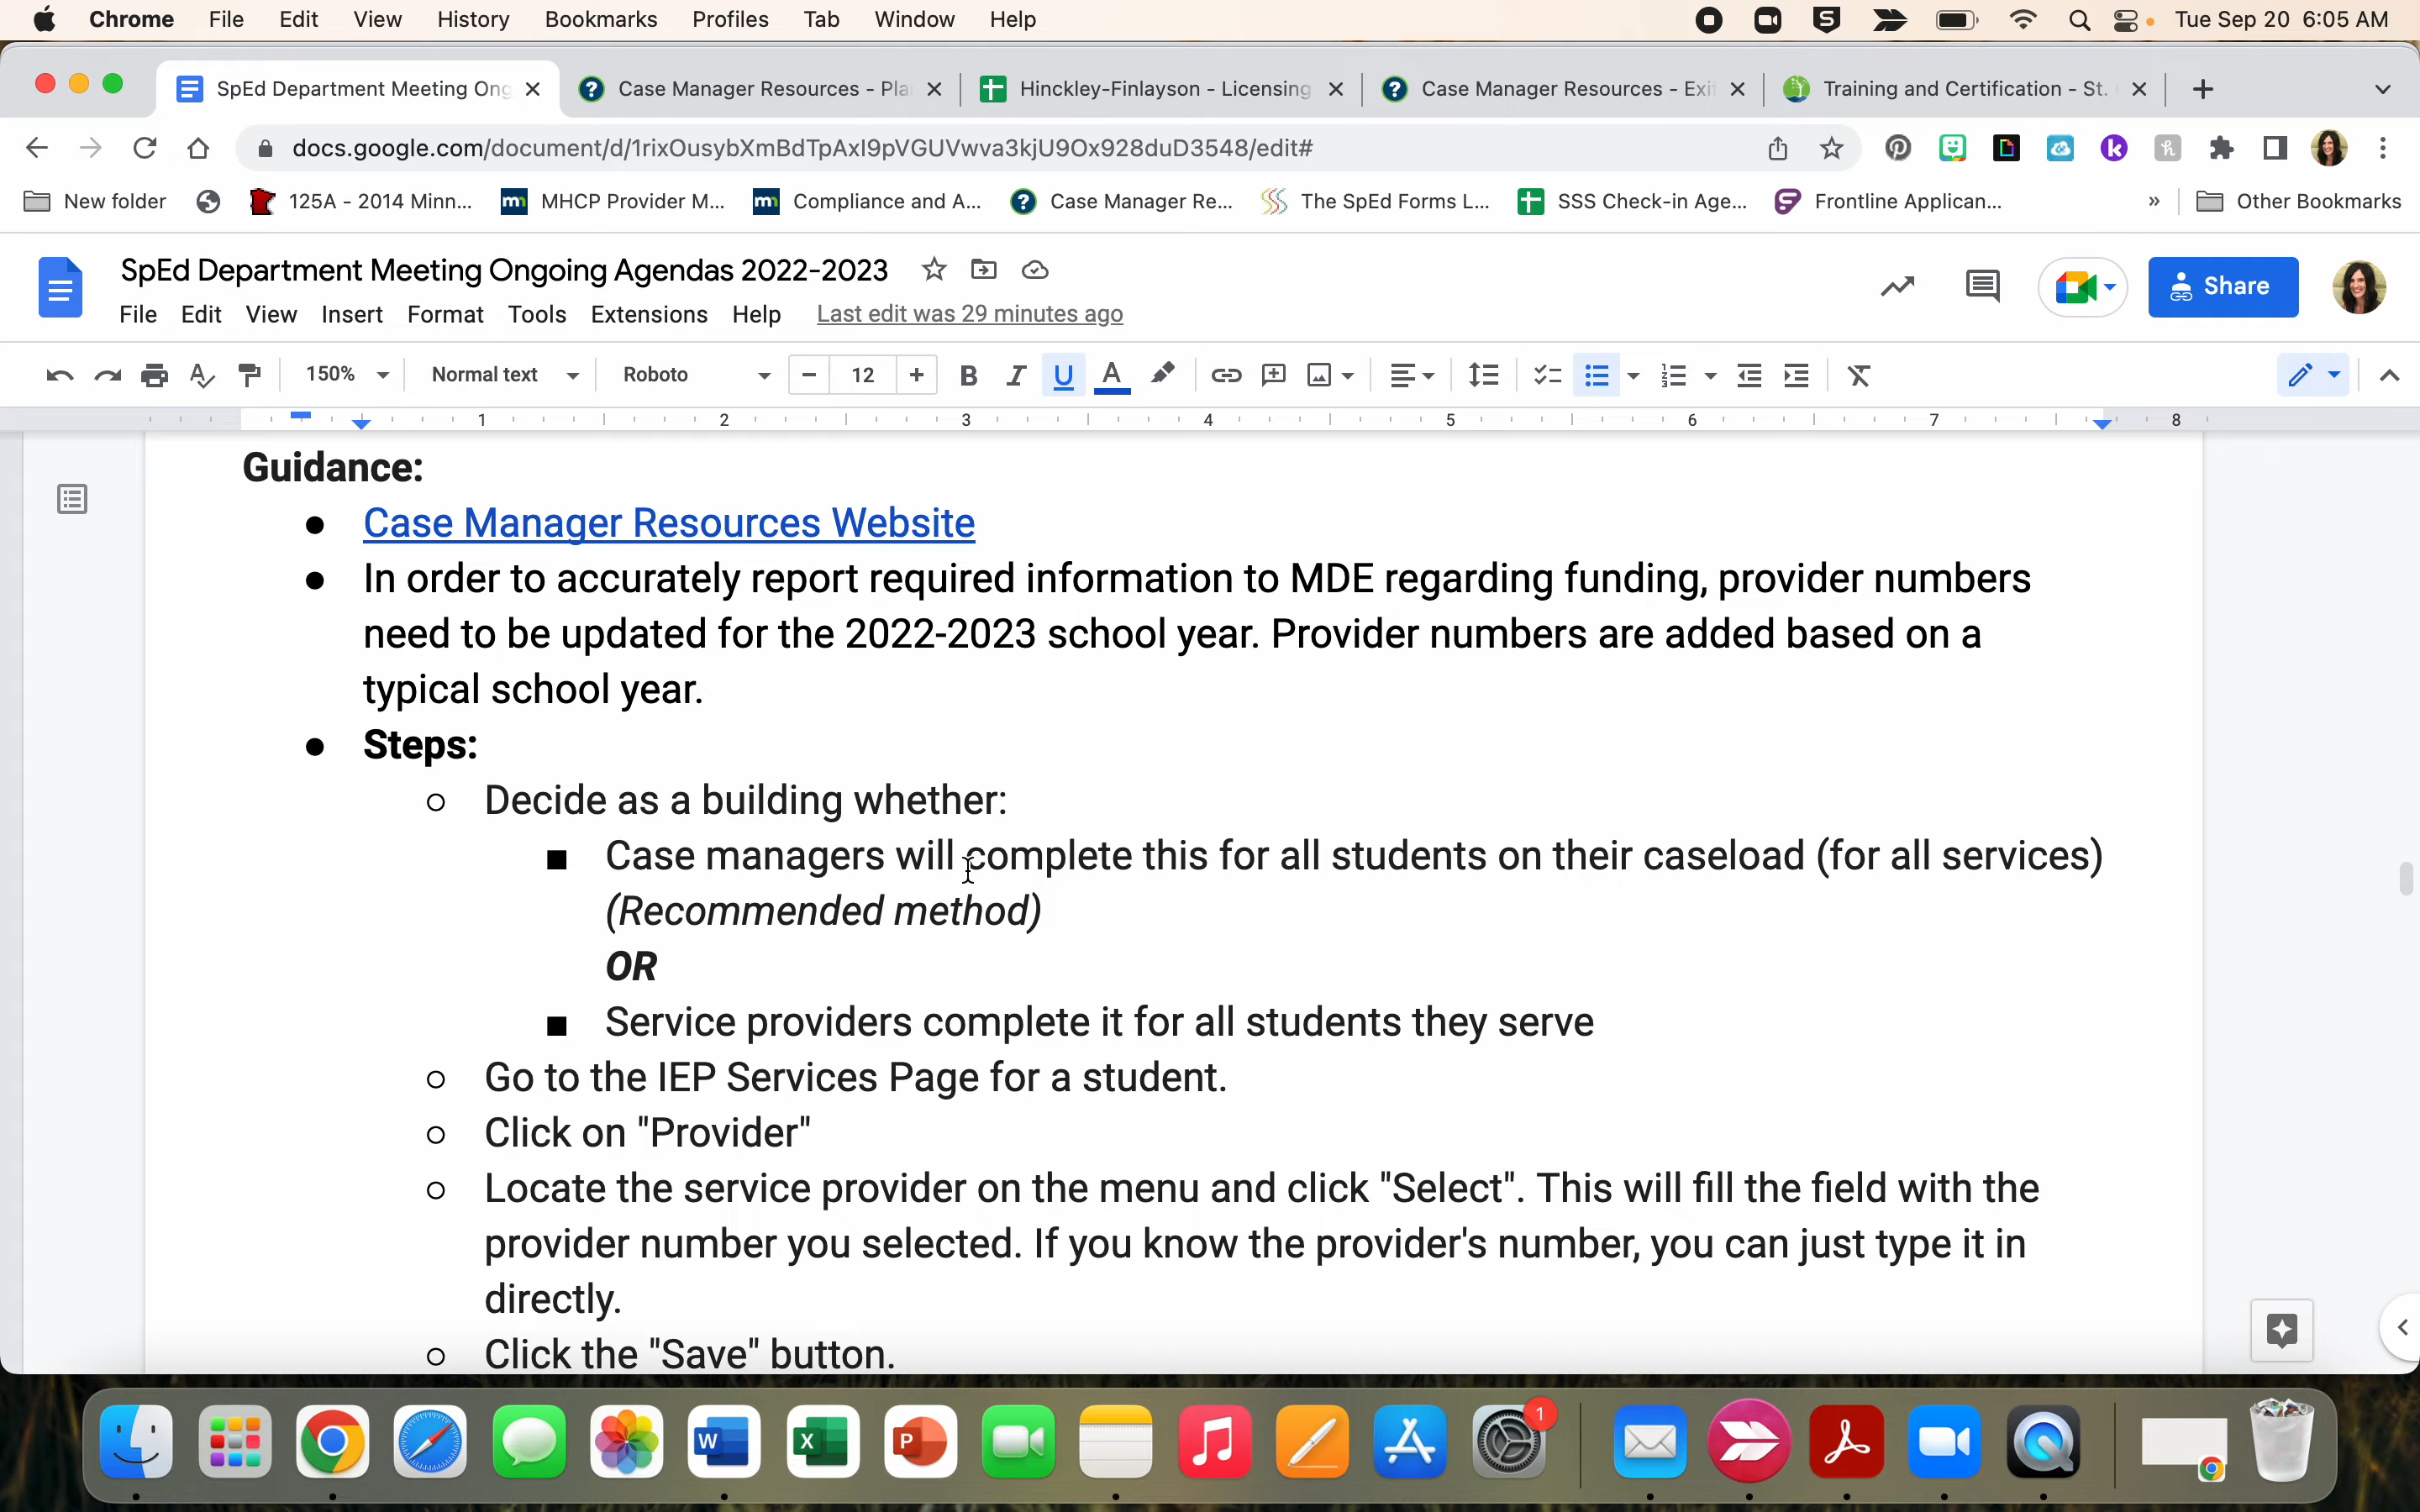 Chrome File Edit View History Bookmarks Profiles Tab Window Help Tue Sep 20 6:05 AM
SpEd Department Meeting Ong Case Manager Resources - Pla Hinckley-Finlayson - Licensing Case Manager Resources - Exi Training and Certification - St.
docs.google.com/document/d/1rixOusybXmBdTpAxI9pVGUVwva3kjU9Ox928duD3548/edit#
New folder 125A - 2014 Minn... MHCP Provider M... Compliance and A... Case Manager Re... The SpEd Forms L... SSS Check-in Age... Frontline Applican... » Other Bookmarks
SpEd Department Meeting Ongoing Agendas 2022-2023
Share
File Edit View Insert Format Tools Extensions Help Last edit was 29 minutes ago
150% Normal text Roboto 12
1 2 3 4 5 6 7 8
Guidance:
● Case Manager Resources Website
● In order to accurately report required information to MDE regarding funding, provider numbers
need to be updated for the 2022-2023 school year. Provider numbers are added based on a
typical school year.
● Steps:
○ Decide as a building whether:
■ Case managers will complete this for all students on their caseload (for all services)
(Recommended method)
OR
■ Service providers complete it for all students they serve
○ Go to the IEP Services Page for a student.
○ Click on "Provider"
○ Locate the service provider on the menu and click "Select". This will fill the field with the
provider number you selected. If you know the provider's number, you can just type it in
directly.
○ Click the "Save" button.
1